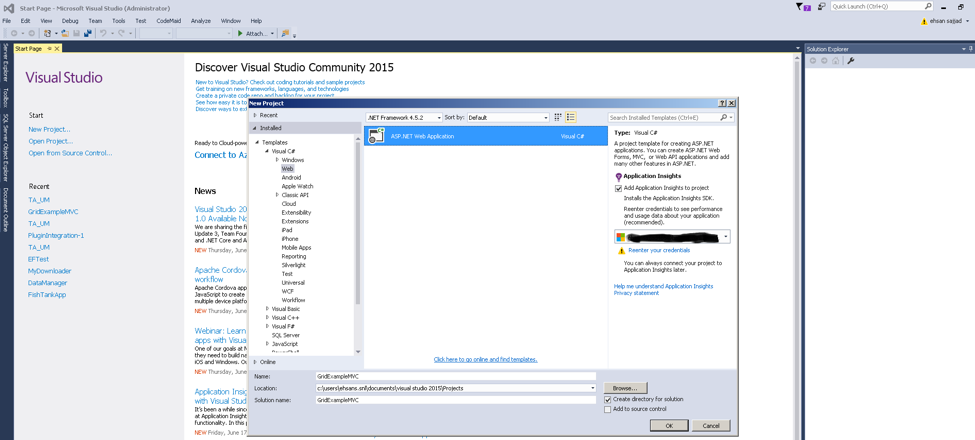 Start Page - Microsoft Visual Studio (Administrator)
7
Quick Launch (Ctrl+Q)
File Edit View Debug Team Tools Test CodeMaid Analyze Window Help
ehsan sajjad
Attach...
Start Page
Server Explorer
Toolbox
SQL Server Object Explorer
Document Outline
Visual Studio
Start
New Project...
Open Project...
Open from Source Control...
Recent
TA_UM
GridExampleMVC
TA_UM
PluginIntegration-1
TA_UM
EFTest
MyDownloader
DataManager
FishTankApp
Discover Visual Studio Community 2015
New to Visual Studio? Check out coding tutorials and sample projects
Get training on new frameworks, languages, and technologies
Create a private code repo and backlog for your project
See how easy it is to
Discover ways to ex
Ready to Cloud-power
Connect to Az
News
Visual Studio 20
1.0 Available No
We are sharing the fi
Update 3, Team Foun
and .NET Core and A
NEW Thursday, June
Apache Cordova
workflow
Apache Cordova app
JavaScript to create
multiple device platfo
NEW Thursday, June
Webinar: Learn
apps with Visual
One of our goals at M
they need to build na
iOS and Windows. Ou
NEW Thursday, June
Application Insig
with Visual Studi
It's been a while since
at Application Insight
functionality. In this p
NEW Friday, June 17
New Project
Recent
Installed
Templates
Visual C#
Windows
Web
Android
Apple Watch
Classic API
Cloud
Extensibility
Extensions
iPad
iPhone
Mobile Apps
Reporting
Silverlight
Test
Universal
WCF
Workflow
Visual Basic
Visual C++
Visual F#
SQL Server
JavaScript
Online
.NET Framework 4.5.2 Sort by: Default
ASP.NET Web Application Visual C#
Click here to go online and find templates.
Search Installed Templates (Ctrl+E)
Type: Visual C#
A project template for creating ASP.NET
applications. You can create ASP.NET Web
Forms, MVC, or Web API applications and add
many other features in ASP.NET.
Application Insights
Add Application Insights to project
Installs the Application Insights SDK.
Reenter credentials to see performance
and usage data about your application
(recommended).
Reenter your credentials
You can always connect your project to
Application Insights later.
Help me understand Application Insights
Privacy statement
Name: GridExampleMVC
Location: c:\users\ehsans.snl\documents\visual studio 2015\Projects
Browse...
Solution name: GridExampleMVC
Create directory for solution
Add to source control
OK Cancel
Solution Explorer